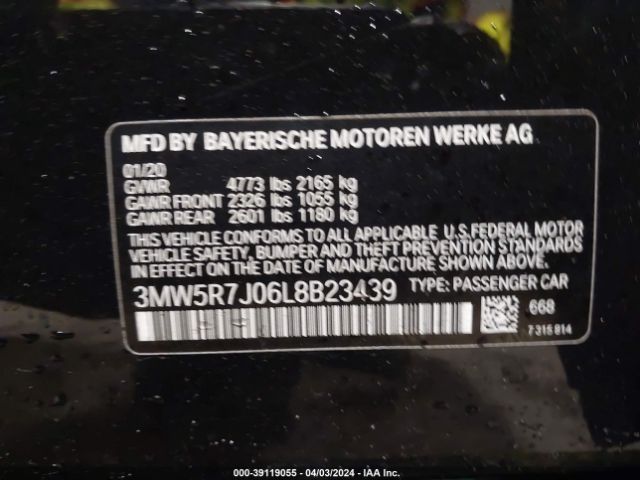 MFD BY BAYERISCHE MOTOREN WERKE AG
01/20
GVWR 4773 lbs 2165 kg
GAWR FRONT 2326 lbs 1055 kg
GAWR REAR 2601 lbs 1180 kg
THIS VEHICLE CONFORMS TO ALL APPLICABLE U.S.FEDERAL MOTOR
VEHICLE SAFETY, BUMPER AND THEFT PREVENTION STANDARDS
IN EFFECT ON THE DATE OF MANUFACTURE SHOWN ABOVE.
3MW5R7J06L8B23439 TYPE: PASSENGER CAR
668
7315814
000-39119055 - 04/03/2024 - IAA Inc.